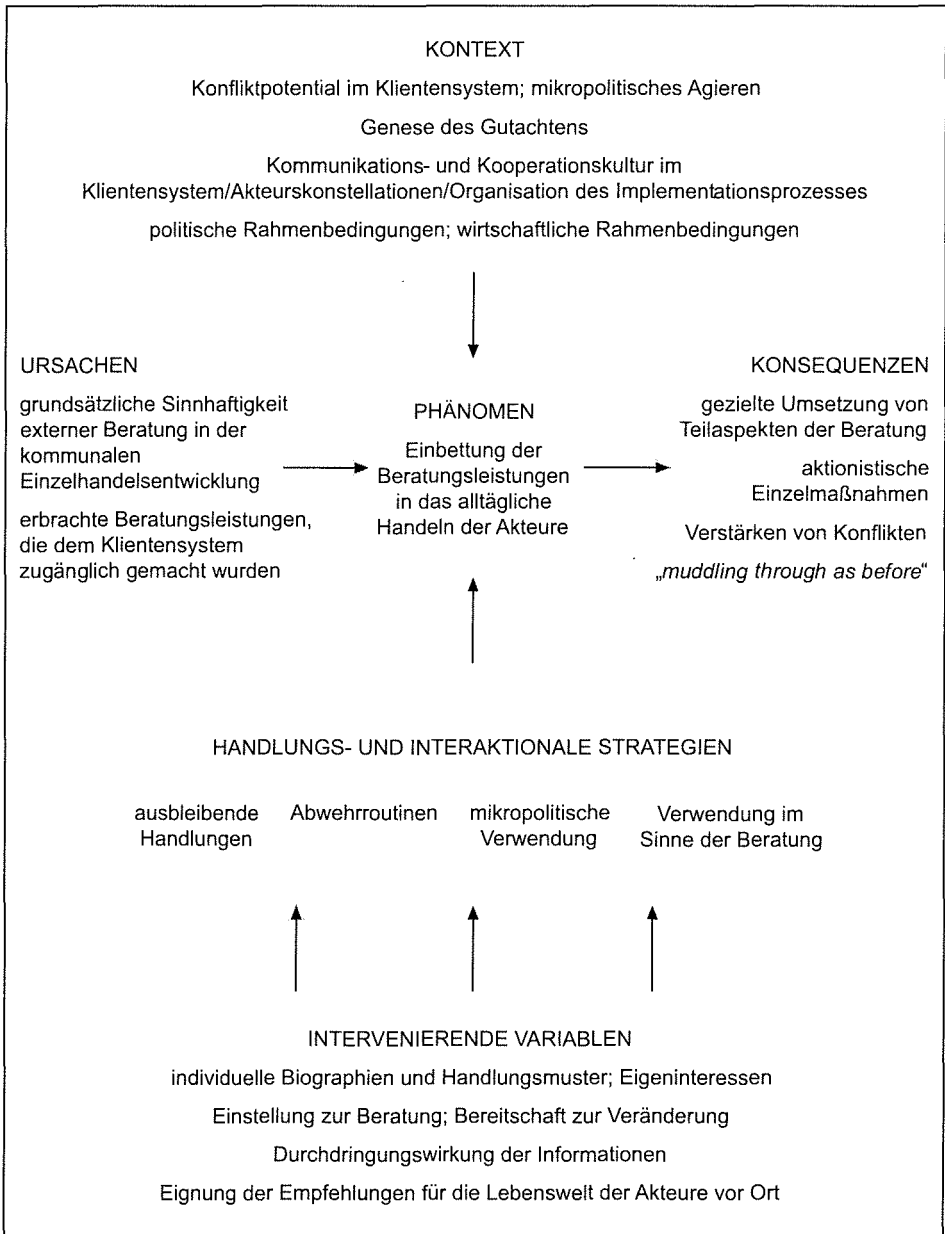 KONTEXT
Konfliktpotential im Klientensystem; mikropolitisches Agieren
Genese des Gutachtens
Kommunikations- und Kooperationskultur im
Klientensystem/Akteurskonstellationen/Organisation des Implementationsprozesses
politische Rahmenbedingungen; wirtschaftliche Rahmenbedingungen
URSACHEN
grundsätzliche Sinnhaftigkeit
externer Beratung in der
kommunalen
Einzelhandelsentwicklung
erbrachte Beratungsleistungen,
die dem Klientensystem
zugänglich gemacht wurden
PHÄNOMEN
Einbettung der
Beratungsleistungen
in das alltägliche
Handeln der Akteure
KONSEQUENZEN
gezielte Umsetzung von
Teilaspekten der Beratung
aktionistische
Einzelmaßnahmen
Verstärken von Konflikten
„muddling through as before“
HANDLUNGS- UND INTERAKTIONALE STRATEGIEN
ausbleibende
Handlungen
Abwehrroutinen
mikropolitische
Verwendung
Verwendung im
Sinne der Beratung
INTERVENIERENDE VARIABLEN
individuelle Biographien und Handlungsmuster; Eigeninteressen
Einstellung zur Beratung; Bereitschaft zur Veränderung
Durchdringungswirkung der Informationen
Eignung der Empfehlungen für die Lebenswelt der Akteure vor Ort